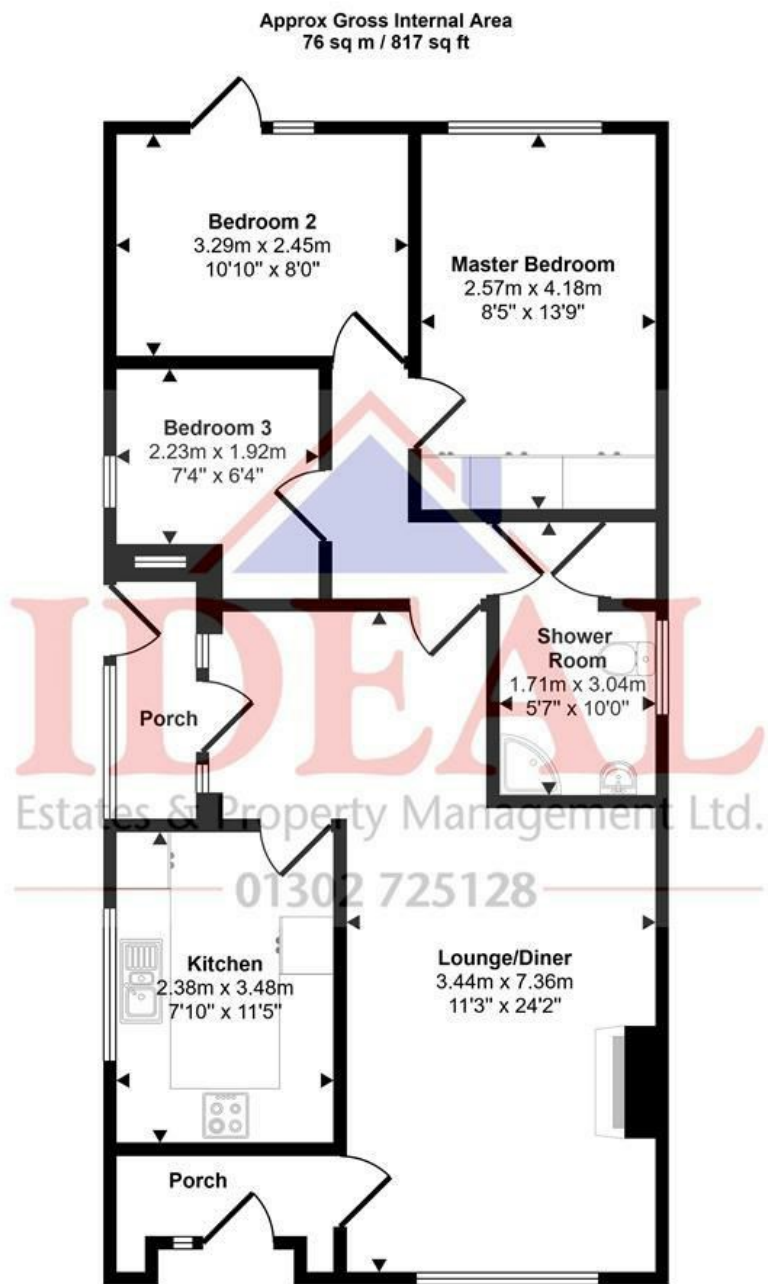 Approx Gross Internal Area
76 sq m / 817 sq ft
Bedroom 2
3.29m x 2.45m
10'10" x 8'0"
Master Bedroom
2.57m x 4.18m
8'5" x 13'9"
Bedroom 3
2.23m x 1.92m
7'4" x 6'4"
IDEAL
Shower
Room
1.71m x 3.04m
5'7" x 10'0"
Porch
Estates & Property Management Ltd.
01302 725128
Kitchen
2.38m x 3.48m
7'10" x 11'5"
Lounge/Diner
3.44m x 7.36m
11'3" x 24'2"
Porch